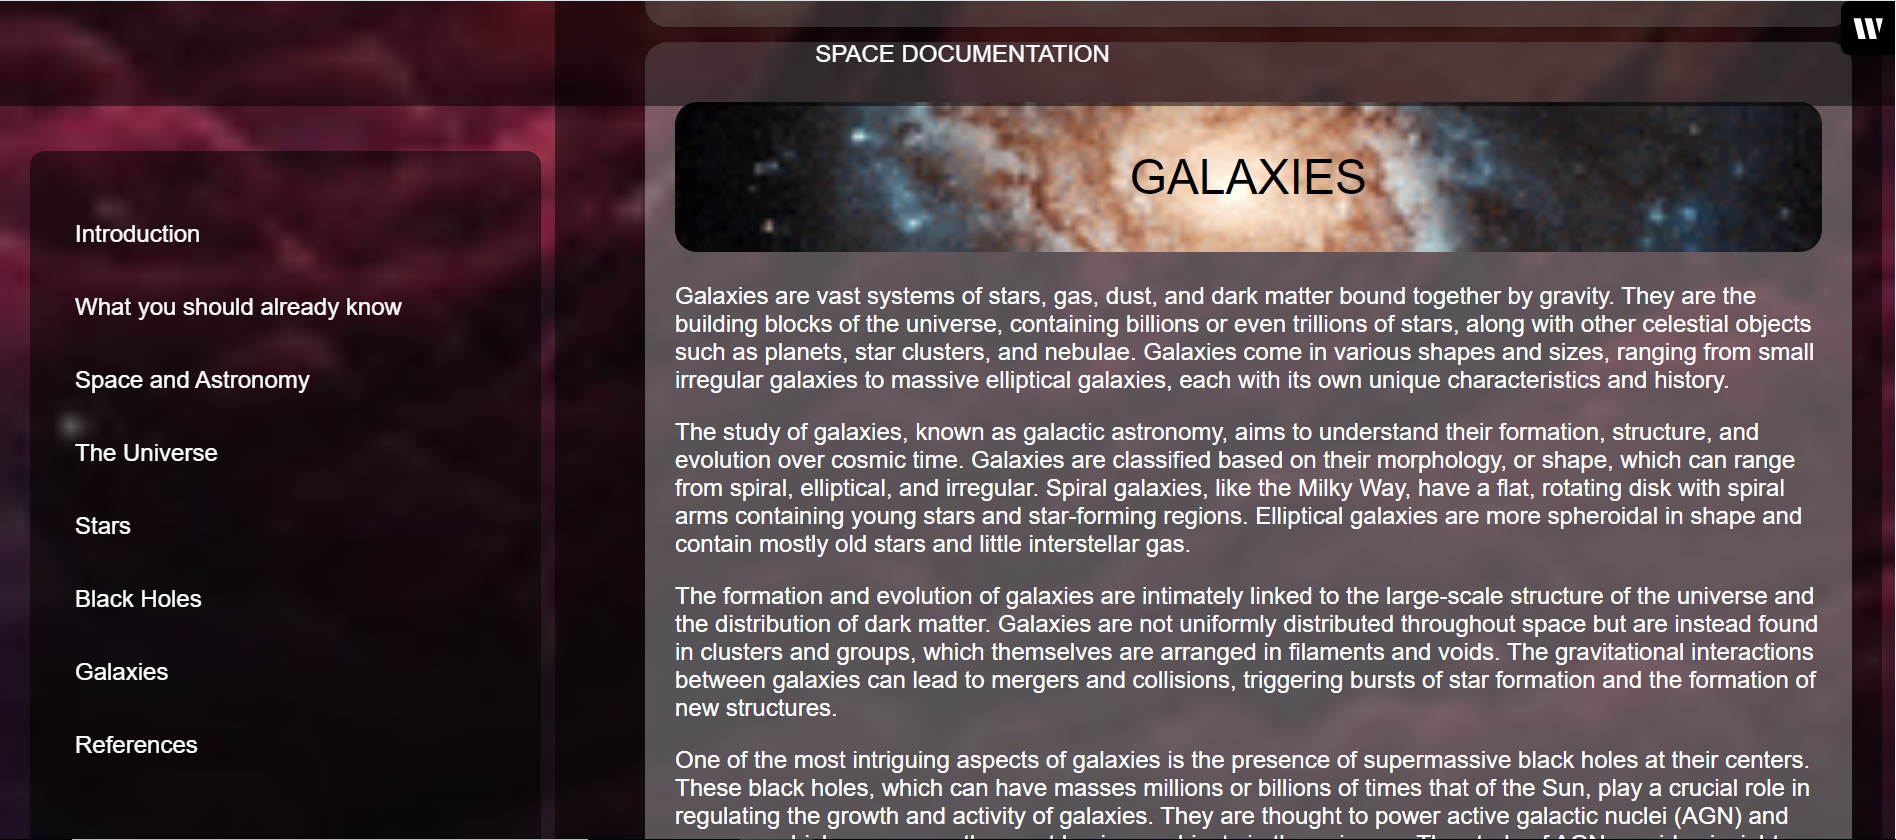 SPACE DOCUMENTATION
Introduction
What you should already know
Space and Astronomy
The Universe
Stars
Black Holes
Galaxies
References
GALAXIES
Galaxies are vast systems of stars, gas, dust, and dark matter bound together by gravity. They are the
building blocks of the universe, containing billions or even trillions of stars, along with other celestial objects
such as planets, star clusters, and nebulae. Galaxies come in various shapes and sizes, ranging from small
irregular galaxies to massive elliptical galaxies, each with its own unique characteristics and history.
The study of galaxies, known as galactic astronomy, aims to understand their formation, structure, and
evolution over cosmic time. Galaxies are classified based on their morphology, or shape, which can range
from spiral, elliptical, and irregular. Spiral galaxies, like the Milky Way, have a flat, rotating disk with spiral
arms containing young stars and star-forming regions. Elliptical galaxies are more spheroidal in shape and
contain mostly old stars and little interstellar gas.
The formation and evolution of galaxies are intimately linked to the large-scale structure of the universe and
the distribution of dark matter. Galaxies are not uniformly distributed throughout space but are instead found
in clusters and groups, which themselves are arranged in filaments and voids. The gravitational interactions
between galaxies can lead to mergers and collisions, triggering bursts of star formation and the formation of
new structures.
One of the most intriguing aspects of galaxies is the presence of supermassive black holes at their centers.
These black holes, which can have masses millions or billions of times that of the Sun, play a crucial role in
regulating the growth and activity of galaxies. They are thought to power active galactic nuclei (AGN) and